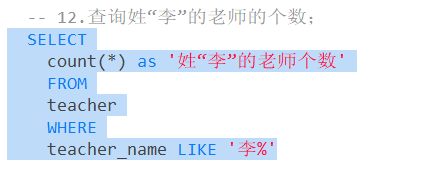 -- 12.查询姓“李”的老师的个数;
SELECT
count(*) as '姓“李”的老师个数'
FROM
teacher
WHERE
teacher_name LIKE '李%'